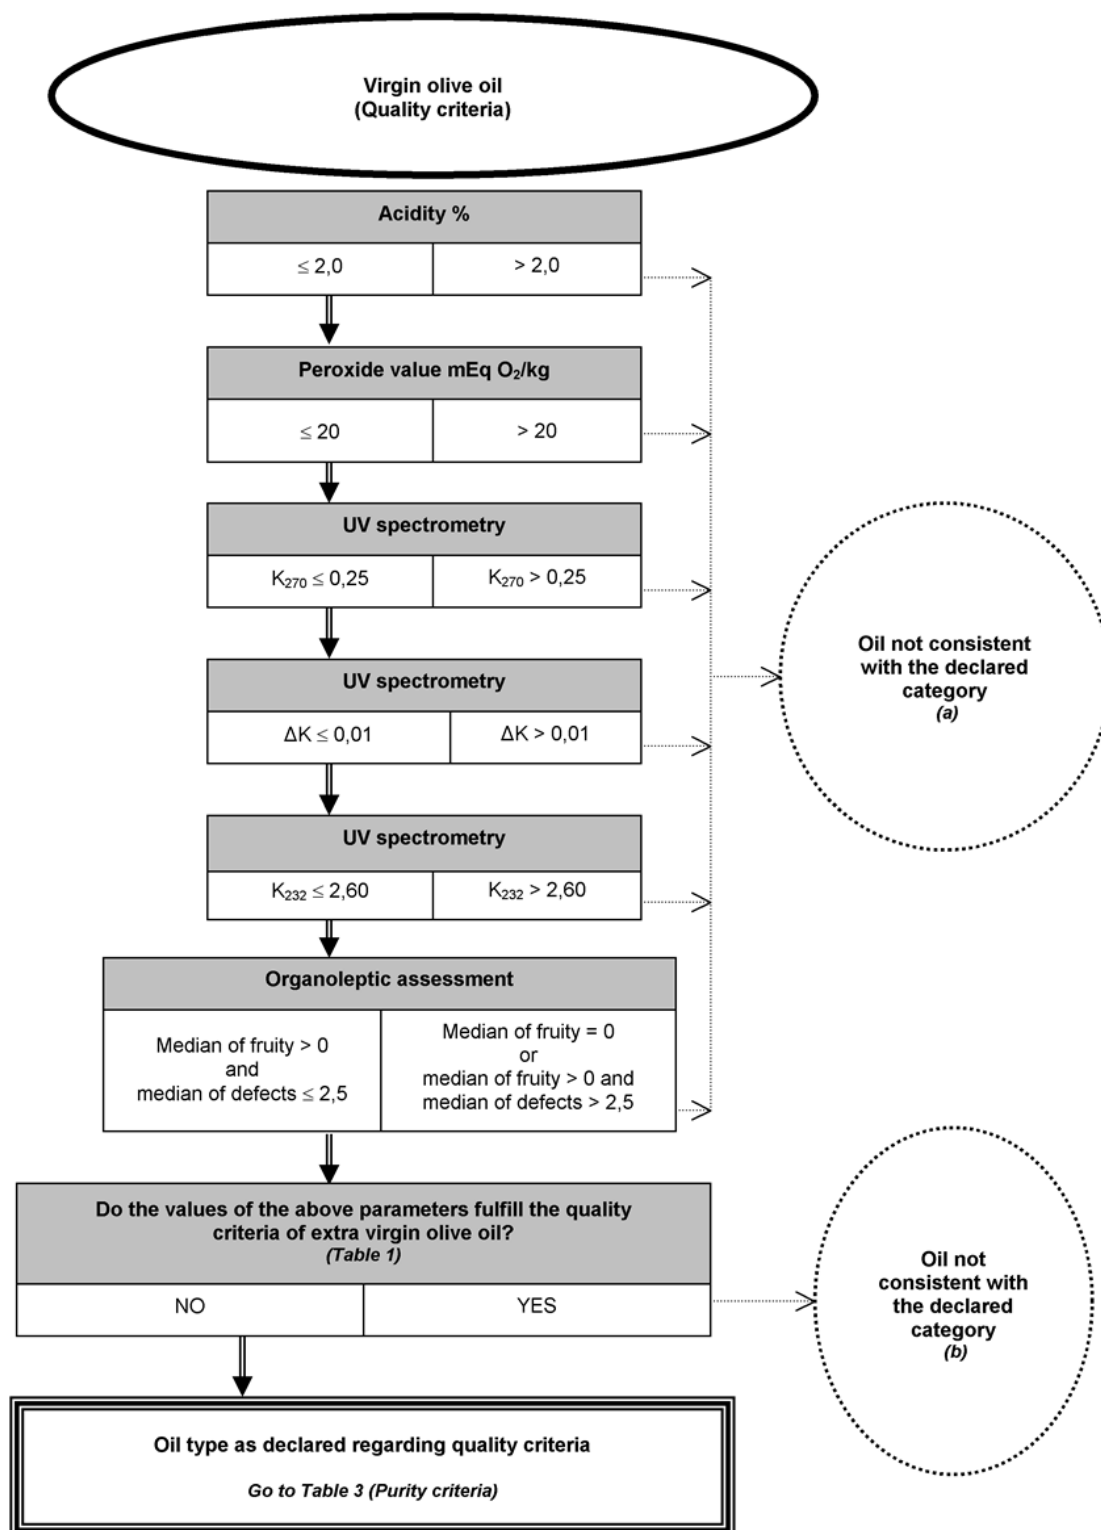 Virgin olive oil
(Quality criteria)
Acidity %
≤ 2,0
> 2,0
Peroxide value mEq O₂/kg
≤ 20
> 20
UV spectrometry
K₂₇₀ ≤ 0,25
K₂₇₀ > 0,25
UV spectrometry
ΔK ≤ 0,01
ΔK > 0,01
UV spectrometry
K₂₃₂ ≤ 2,60
K₂₃₂ > 2,60
Oil not consistent
with the declared
category
(a)
Organoleptic assessment
Median of fruity > 0
and
median of defects ≤ 2,5
Median of fruity = 0
or
median of fruity > 0 and
median of defects > 2,5
Do the values of the above parameters fulfill the quality
criteria of extra virgin olive oil?
(Table 1)
NO
YES
Oil not
consistent with
the declared
category
(b)
Oil type as declared regarding quality criteria
Go to Table 3 (Purity criteria)